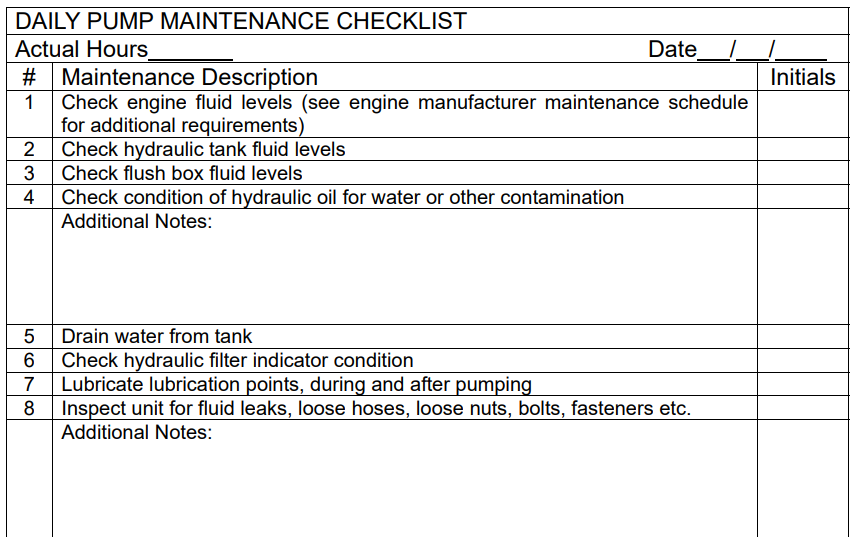 DAILY PUMP MAINTENANCE CHECKLIST
Actual Hours_______ Date__/__/____
# Maintenance Description Initials
1 Check engine fluid levels (see engine manufacturer maintenance schedule
for additional requirements)
2 Check hydraulic tank fluid levels
3 Check flush box fluid levels
4 Check condition of hydraulic oil for water or other contamination
Additional Notes:
5 Drain water from tank
6 Check hydraulic filter indicator condition
7 Lubricate lubrication points, during and after pumping
8 Inspect unit for fluid leaks, loose hoses, loose nuts, bolts, fasteners etc.
Additional Notes: